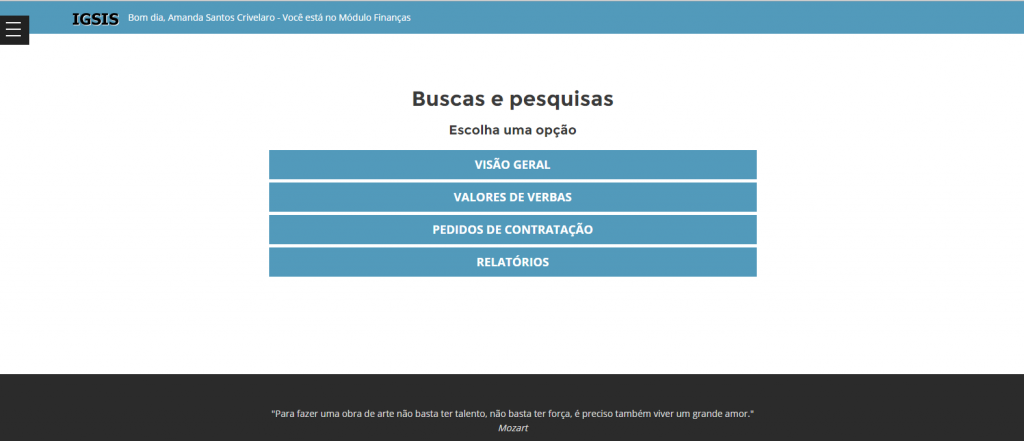 IGSIS Bom dia, Amanda Santos Crivelaro - Você está no Módulo Finanças
Buscas e pesquisas
Escolha uma opção
VISÃO GERAL
VALORES DE VERBAS
PEDIDOS DE CONTRATAÇÃO
RELATÓRIOS
"Para fazer uma obra de arte não basta ter talento, não basta ter força, é preciso também viver um grande amor."
Mozart